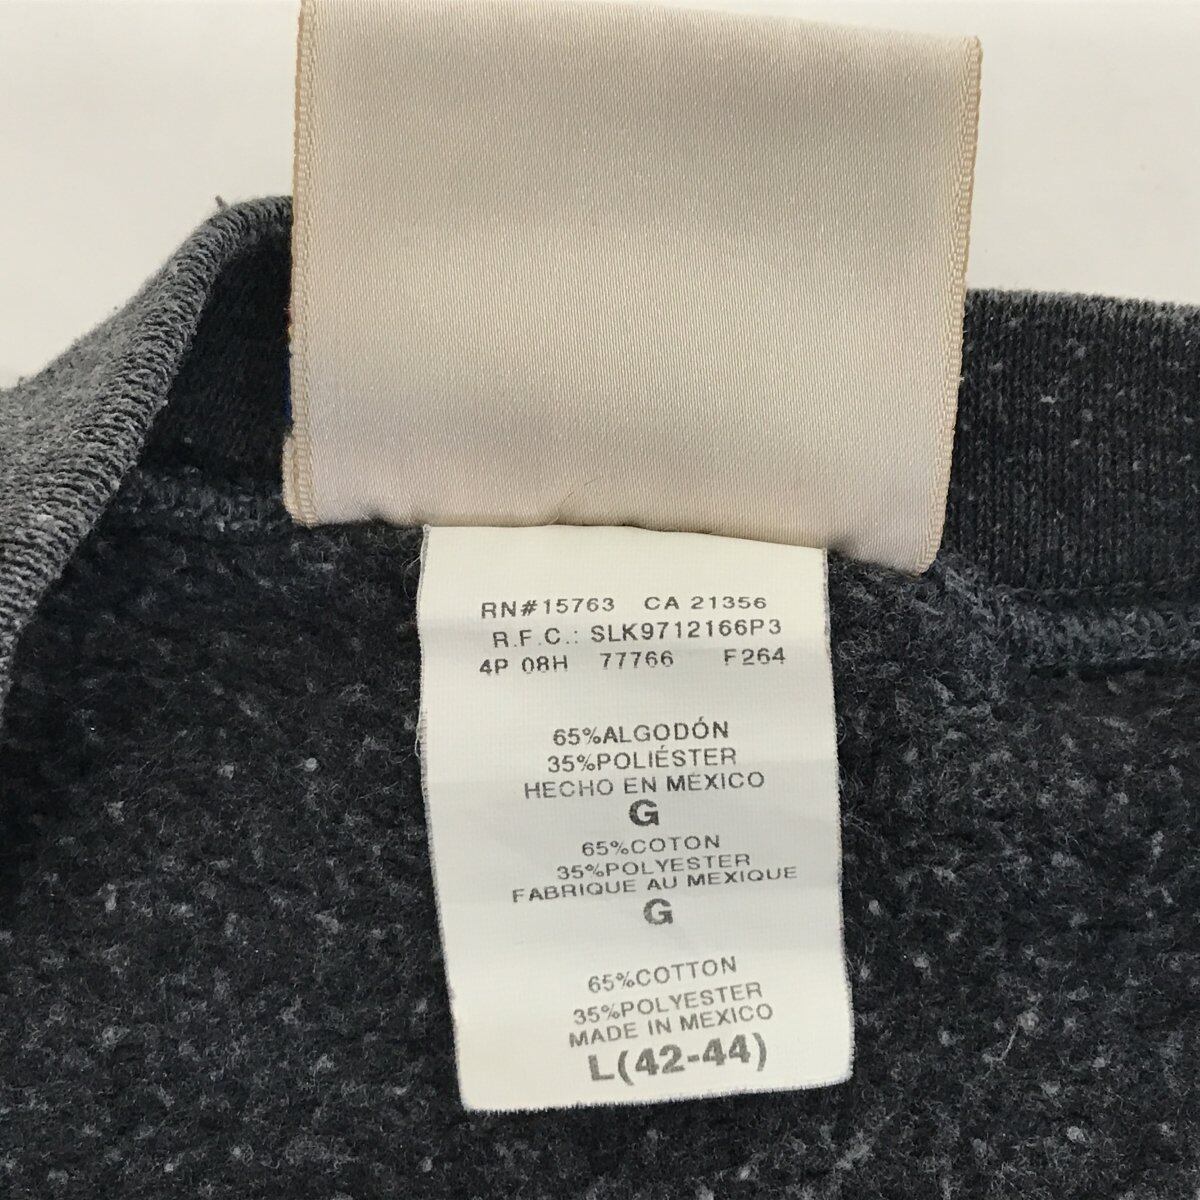 RN#15763 CA 21356
R.F.C.: SLK9712166P3
4P 08H 77766 F264
65%ALGODÓN
35%POLIÉSTER
HECHO EN MÉXICO
G
65%COTON
35%POLYESTER
FABRIQUE AU MEXIQUE
G
65%COTTON
35%POLYESTER
MADE IN MEXICO
L(42-44)